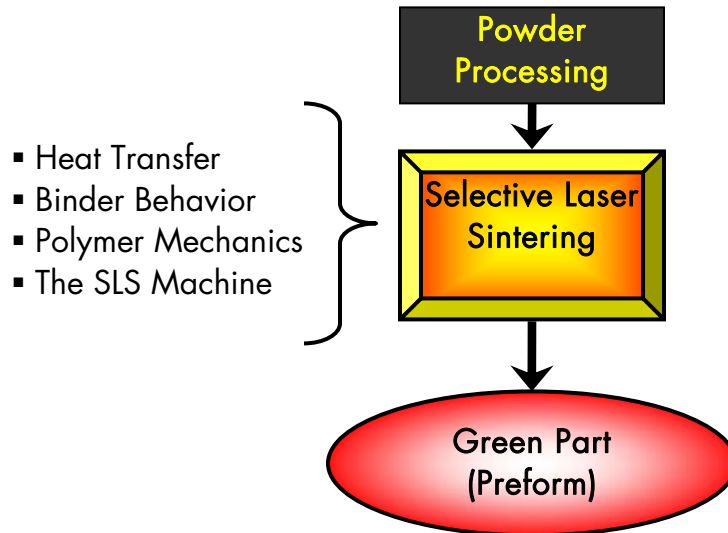 Powder
Processing
▪ Heat Transfer
▪ Binder Behavior
▪ Polymer Mechanics
▪ The SLS Machine
Selective Laser
Sintering
Green Part
(Preform)